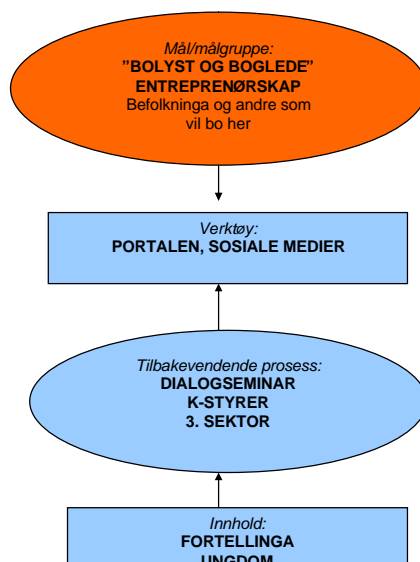 Mål/målgruppe:
”BOLYST OG BOGLEDE”
ENTREPRENØRSKAP
Befolkninga og andre som
vil bo her
Verktøy:
PORTALEN, SOSIALE MEDIER
Tilbakevendende prosess:
DIALOGSEMINAR
K-STYRER
3. SEKTOR
Innhold:
FORTELLINGA
UNGDOM